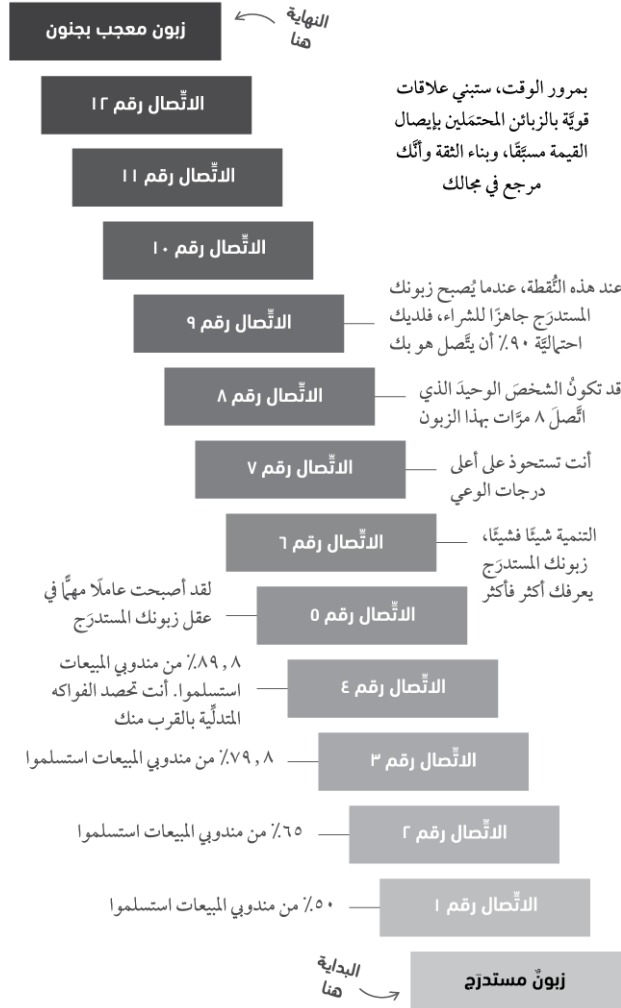 زبون معجب بجنون
النهاية
هنا
الاتِّصال رقم ١٢
بمرور الوقت، ستبني علاقات
قويَّة بالزبائن المحتمَلين بإيصال
القيمة مسبَّقًا، وبناء الثقة وأنَّك
مرجع في مجالك
الاتِّصال رقم ١١
الاتِّصال رقم ١٠
الاتِّصال رقم ٩
عند هذه النُّقطة، عندما يُصبح زبونك
المستدرَج جاهزًا للشراء، فلديك
احتماليَّة ٩٠٪ أن يتَّصل هو بك
الاتِّصال رقم ٨
قد تكونُ الشخصَ الوحيدَ الذي
اتَّصلَ ٨ مرَّات بهذا الزبون
الاتِّصال رقم ٧
أنت تستحوذ على أعلى
درجات الوعي
الاتِّصال رقم ٦
التنمية شيئًا فشيئًا،
زبونك المستدرَج
يعرفك أكثر فأكثر
الاتِّصال رقم ٥
لقد أصبحت عاملًا مهمًّا في
عقل زبونك المستدرَج
الاتِّصال رقم ٤
٨٩,٨٪ من مندوبي المبيعات
استسلموا. أنت تحصد الفواكه
المتدلِّية بالقرب منك
الاتِّصال رقم ٣
٧٩,٨٪ من مندوبي المبيعات استسلموا
الاتِّصال رقم ٢
٦٥٪ من مندوبي المبيعات استسلموا
الاتِّصال رقم ١
٥٠٪ من مندوبي المبيعات استسلموا
زبونٌ مستدرَج
البداية
هنا